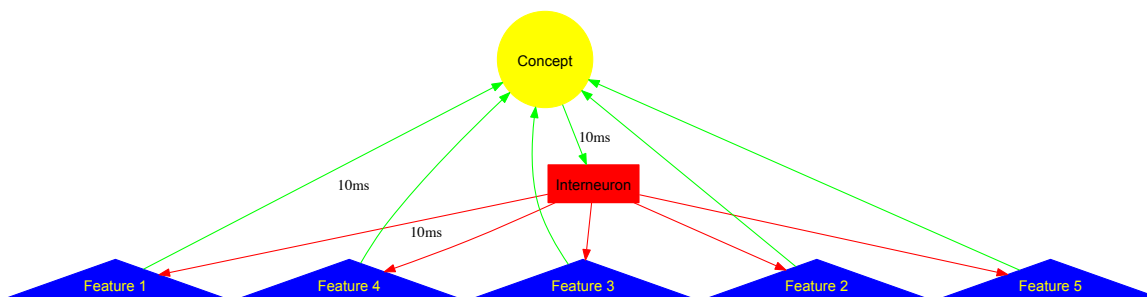 Concept
10ms
10ms
Interneuron
10ms
Feature 1
Feature 4
Feature 3
Feature 2
Feature 5